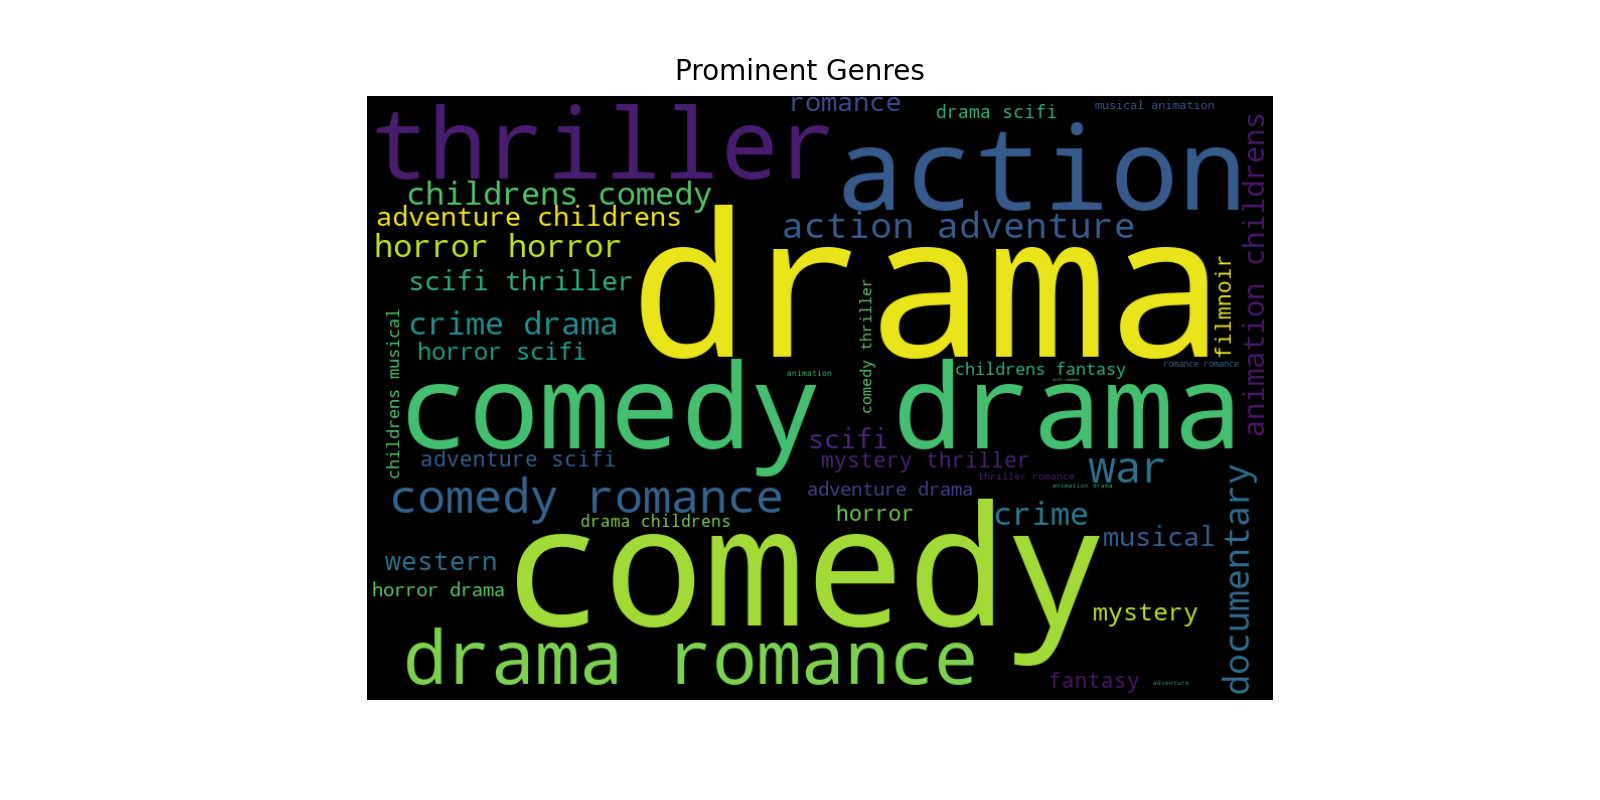 Prominent Genres
romance
drama scifi
musical animation
thriller
action
animation childrens
childrens comedy
adventure childrens
action adventure
horror horror
drama
scifi thriller
filmnoir
crime drama
comedy thriller
childrens musical
horror scifi
comedy drama
animation
childrens fantasy
romance romance
scifi
adventure scifi
mystery thriller
war
thriller romance
documentary
comedy romance
adventure drama
animation drama
drama childrens
horror
crime
comedy
musical
western
horror drama
mystery
drama romance
fantasy
adventure